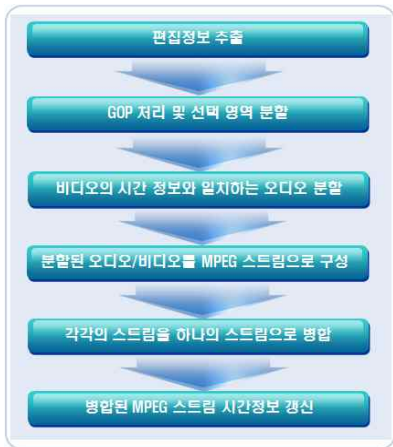 편집정보 추출
GOP 처리 및 선택 영역 분할
비디오의 시간 정보와 일치하는 오디오 분할
분할된 오디오/비디오를 MPEG 스트림으로 구성
각각의 스트림을 하나의 스트림으로 병합
병합된 MPEG 스트림 시간정보 갱신